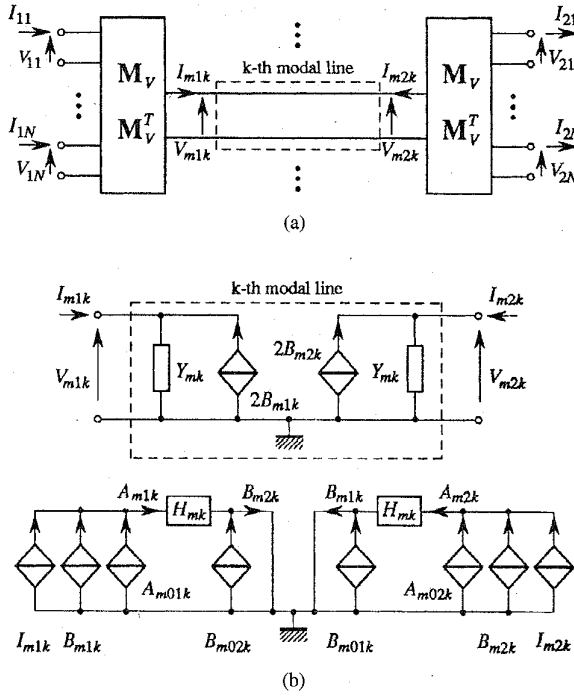 I11 I21
V11 MV Im1k k-th modal line Im2k MV V21
I1N MVT Vm1k Vm2k MVT
V1N V2N
(a)
k-th modal line
Im1k Im2k
Vm1k Ymk 2Bm1k 2Bm2k Ymk Vm2k
Am1k Hmk Bm2k Bm1k Hmk Am2k
Am01k Am02k
Im1k Bm1k Bm02k Bm01k Bm2k Im2k
(b)